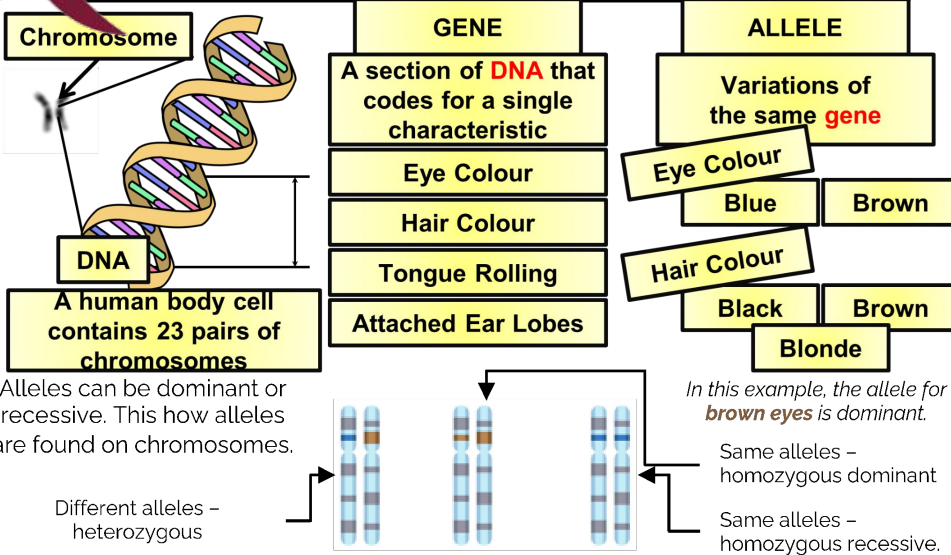 Chromosome
DNA
A human body cell
contains 23 pairs of
chromosomes
GENE
A section of DNA that
codes for a single
characteristic
Eye Colour
Hair Colour
Tongue Rolling
Attached Ear Lobes
ALLELE
Variations of
the same gene
Eye Colour
Blue
Brown
Hair Colour
Black
Brown
Blonde
Alleles can be dominant or
recessive. This how alleles
are found on chromosomes.
In this example, the allele for
brown eyes is dominant.
Different alleles –
heterozygous
Same alleles –
homozygous dominant
Same alleles –
homozygous recessive.